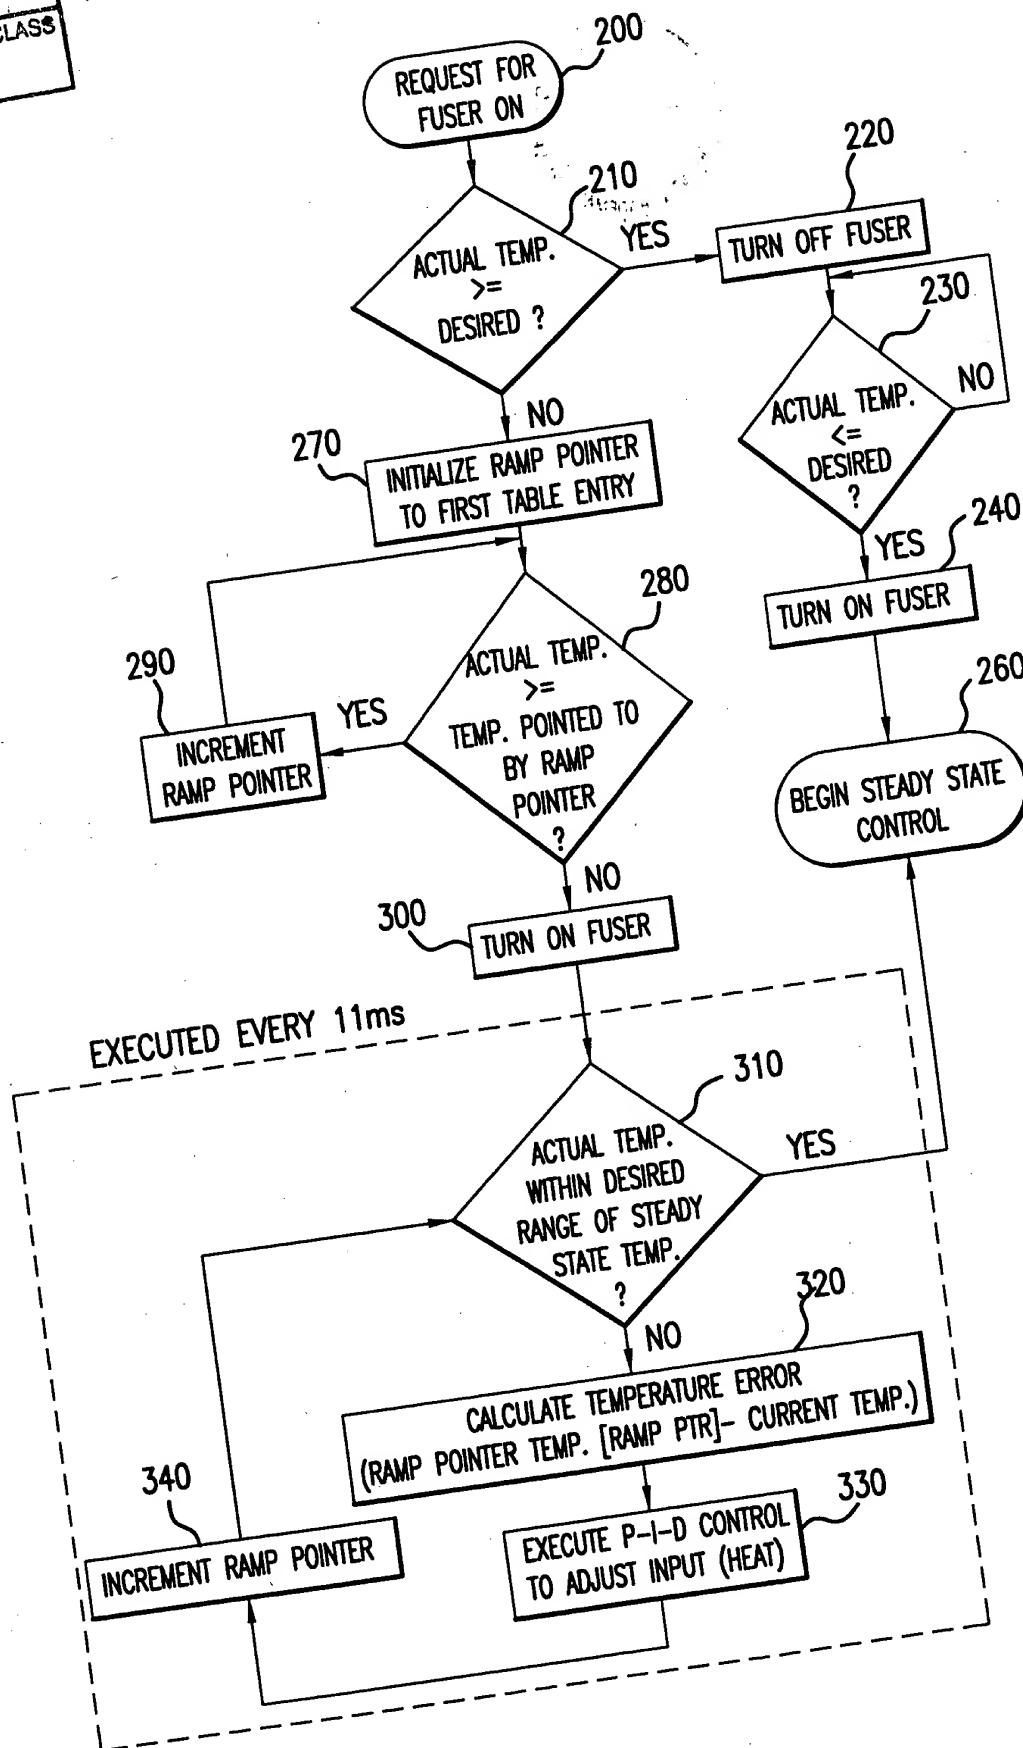 CLASS
200
REQUEST FOR
FUSER ON
210
ACTUAL TEMP.
>=
DESIRED ?
YES
220
TURN OFF FUSER
230
ACTUAL TEMP.
<=
DESIRED
?
NO
YES
240
TURN ON FUSER
260
BEGIN STEADY STATE
CONTROL
NO
270
INITIALIZE RAMP POINTER
TO FIRST TABLE ENTRY
280
ACTUAL TEMP.
>=
TEMP. POINTED TO
BY RAMP
POINTER
?
YES
290
INCREMENT
RAMP POINTER
NO
300
TURN ON FUSER
EXECUTED EVERY 11ms
310
ACTUAL TEMP.
WITHIN DESIRED
RANGE OF STEADY
STATE TEMP.
?
YES
NO
320
CALCULATE TEMPERATURE ERROR
(RAMP POINTER TEMP. [RAMP PTR]- CURRENT TEMP.)
330
EXECUTE P-I-D CONTROL
TO ADJUST INPUT (HEAT)
340
INCREMENT RAMP POINTER